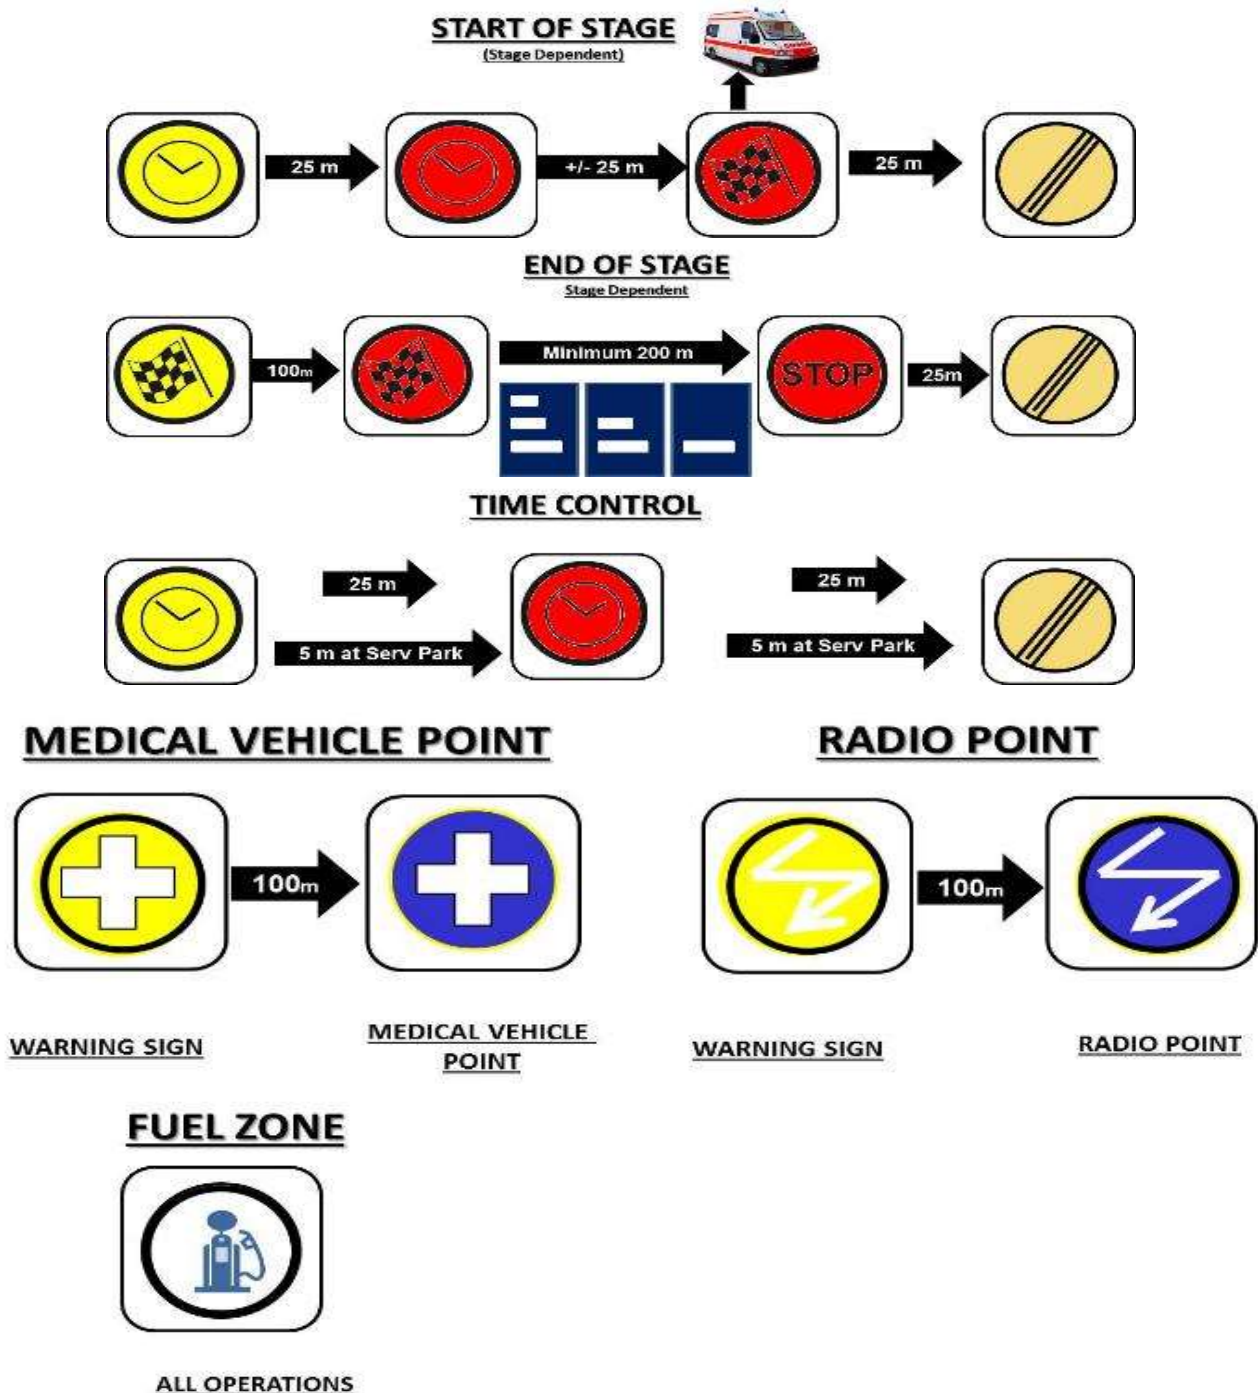 START OF STAGE
(Stage Dependent)
25 m
+/- 25 m
25 m
END OF STAGE
Stage Dependent
100m
Minimum 200 m
STOP
25m
TIME CONTROL
25 m
25 m
5 m at Serv Park
5 m at Serv Park
MEDICAL VEHICLE POINT
RADIO POINT
100m
100m
WARNING SIGN
MEDICAL VEHICLE
POINT
WARNING SIGN
RADIO POINT
FUEL ZONE
ALL OPERATIONS